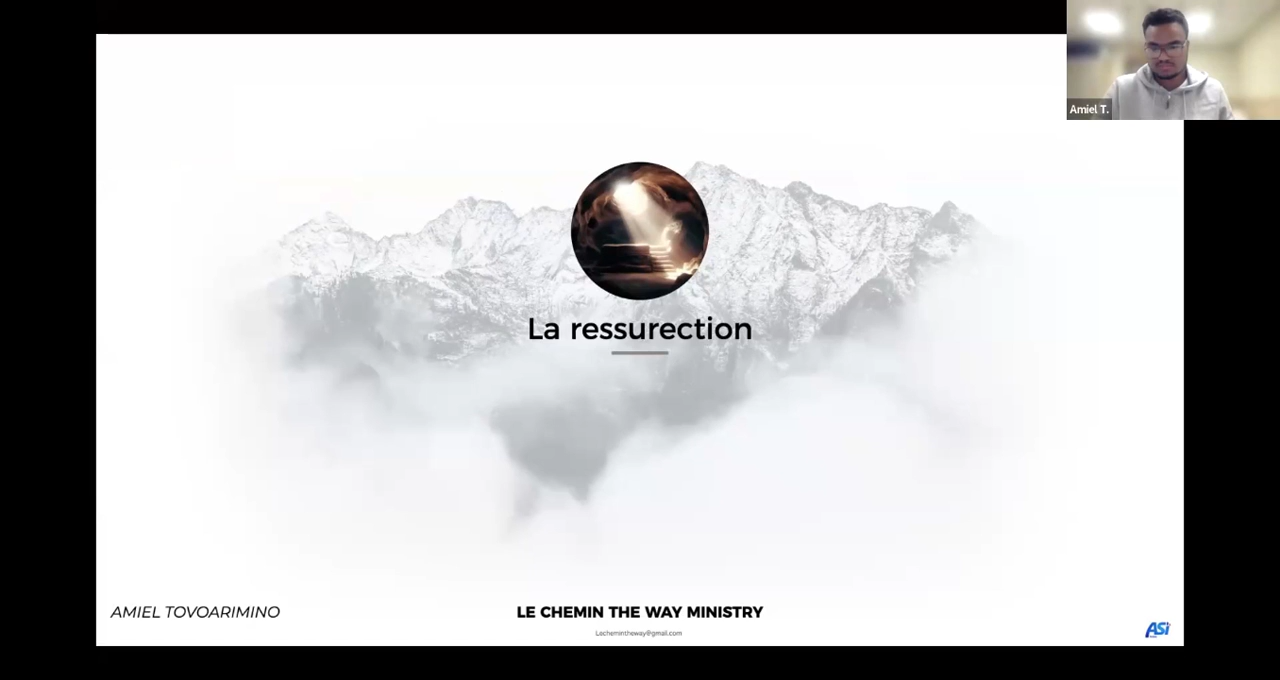 Amiel T.
La ressurection
AMIEL TOVOARIMINO
LE CHEMIN THE WAY MINISTRY
Lechemintheway@gmail.com
ASi